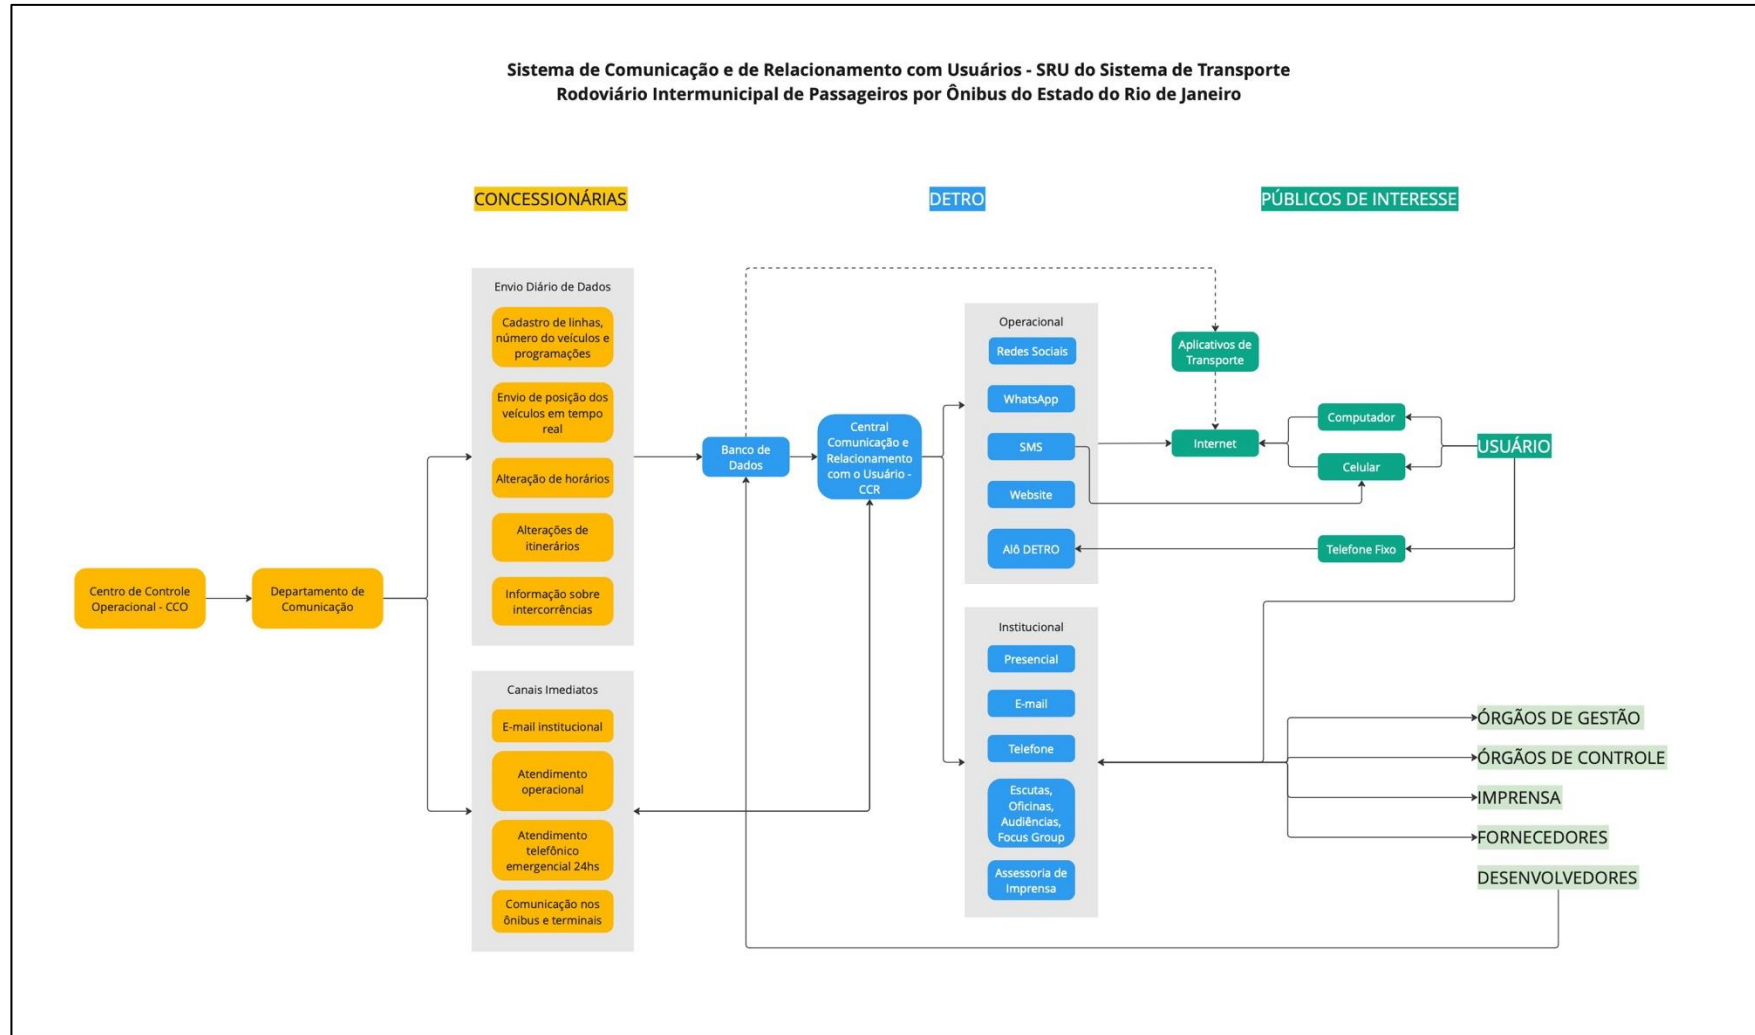 Sistema de Comunicação e de Relacionamento com Usuários - SRU do Sistema de Transporte
Rodoviário Intermunicipal de Passageiros por Ônibus do Estado do Rio de Janeiro
CONCESSIONÁRIAS
DETRO
PÚBLICOS DE INTERESSE
Centro de Controle
Operacional - CCO
Departamento de
Comunicação
Envio Diário de Dados
Cadastro de linhas,
número do veículos e
programações
Envio de posição dos
veículos em tempo
real
Alteração de horários
Alterações de
itinerários
Informação sobre
intercorrências
Canais Imediatos
E-mail institucional
Atendimento
operacional
Atendimento
telefônico
emergencial 24hs
Comunicação nos
ônibus e terminais
Banco de
Dados
Central
Comunicação e
Relacionamento
com o Usuário -
CCR
Operacional
Redes Sociais
WhatsApp
SMS
Website
Alô DETRO
Institucional
Presencial
E-mail
Telefone
Escutas,
Oficinas,
Audiências,
Focus Group
Assessoria de
Imprensa
Aplicativos de
Transporte
Internet
Computador
Celular
Telefone Fixo
USUÁRIO
ÓRGÃOS DE GESTÃO
ÓRGÃOS DE CONTROLE
IMPRENSA
FORNECEDORES
DESENVOLVEDORES